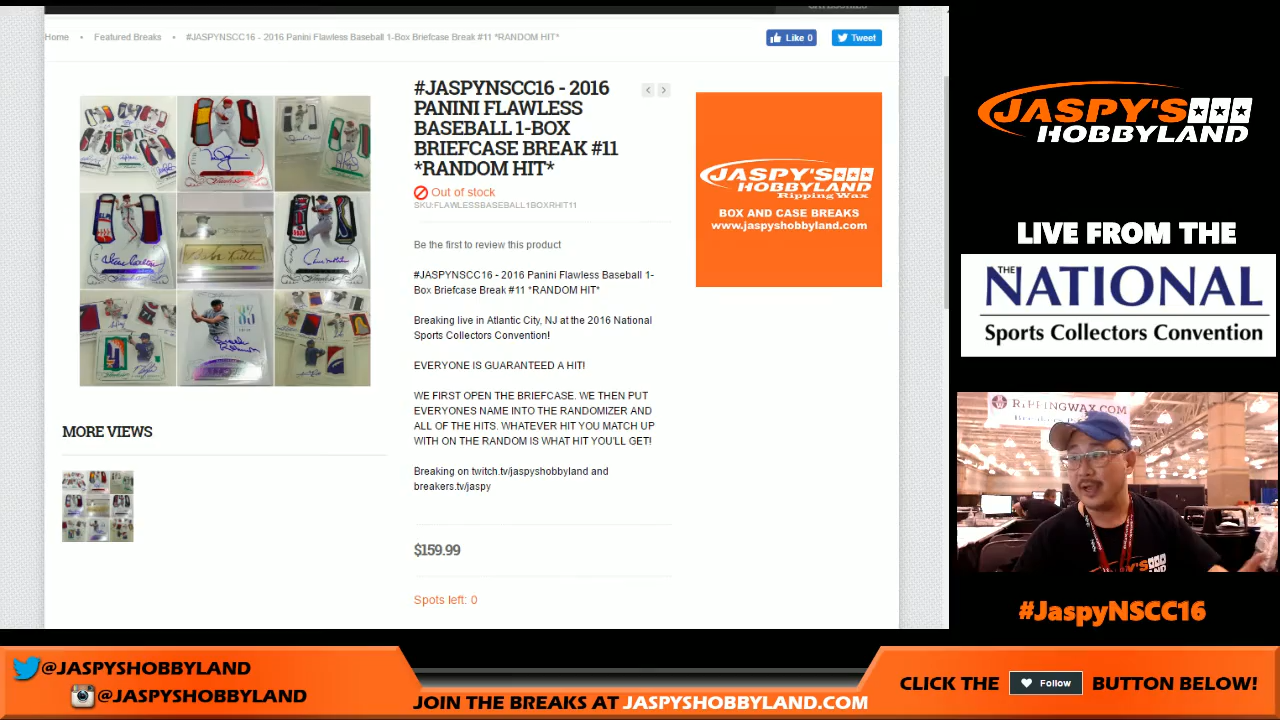 Home • Featured Breaks • #JASPYNSCC16 - 2016 Panini Flawless Baseball 1-Box Briefcase Break #11 *RANDOM HIT*
Like 0
Tweet
#JASPYNSCC16 - 2016
PANINI FLAWLESS
BASEBALL 1-BOX
BRIEFCASE BREAK #11
*RANDOM HIT*
Out of stock
SKU:FLAWLESSBASEBALL1BOXRHIT11
Be the first to review this product
#JASPYNSCC16 - 2016 Panini Flawless Baseball 1-
Box Briefcase Break #11 *RANDOM HIT*
Breaking live in Atlantic City, NJ at the 2016 National
Sports Collectors Convention!
EVERYONE IS GUARANTEED A HIT!
WE FIRST OPEN THE BRIEFCASE. WE THEN PUT
EVERYONES NAME INTO THE RANDOMIZER AND
ALL OF THE HITS. WHATEVER HIT YOU MATCH UP
WITH ON THE RANDOM IS WHAT HIT YOU'LL GET!
Breaking on twitch.tv/jaspyshobbyland and
breakers.tv/jaspy
$159.99
Spots left: 0
MORE VIEWS
JASPY'S
HOBBYLAND
Ripping Wax
BOX AND CASE BREAKS
www.jaspyshobbyland.com
JASPY'S
HOBBYLAND
LIVE FROM THE
THE
NATIONAL
Sports Collectors Convention
RIPPINGWAX.COM
#JaspyNSCC16
@JASPYSHOBBYLAND
@JASPYSHOBBYLAND
JOIN THE BREAKS AT JASPYSHOBBYLAND.COM
CLICK THE Follow BUTTON BELOW!